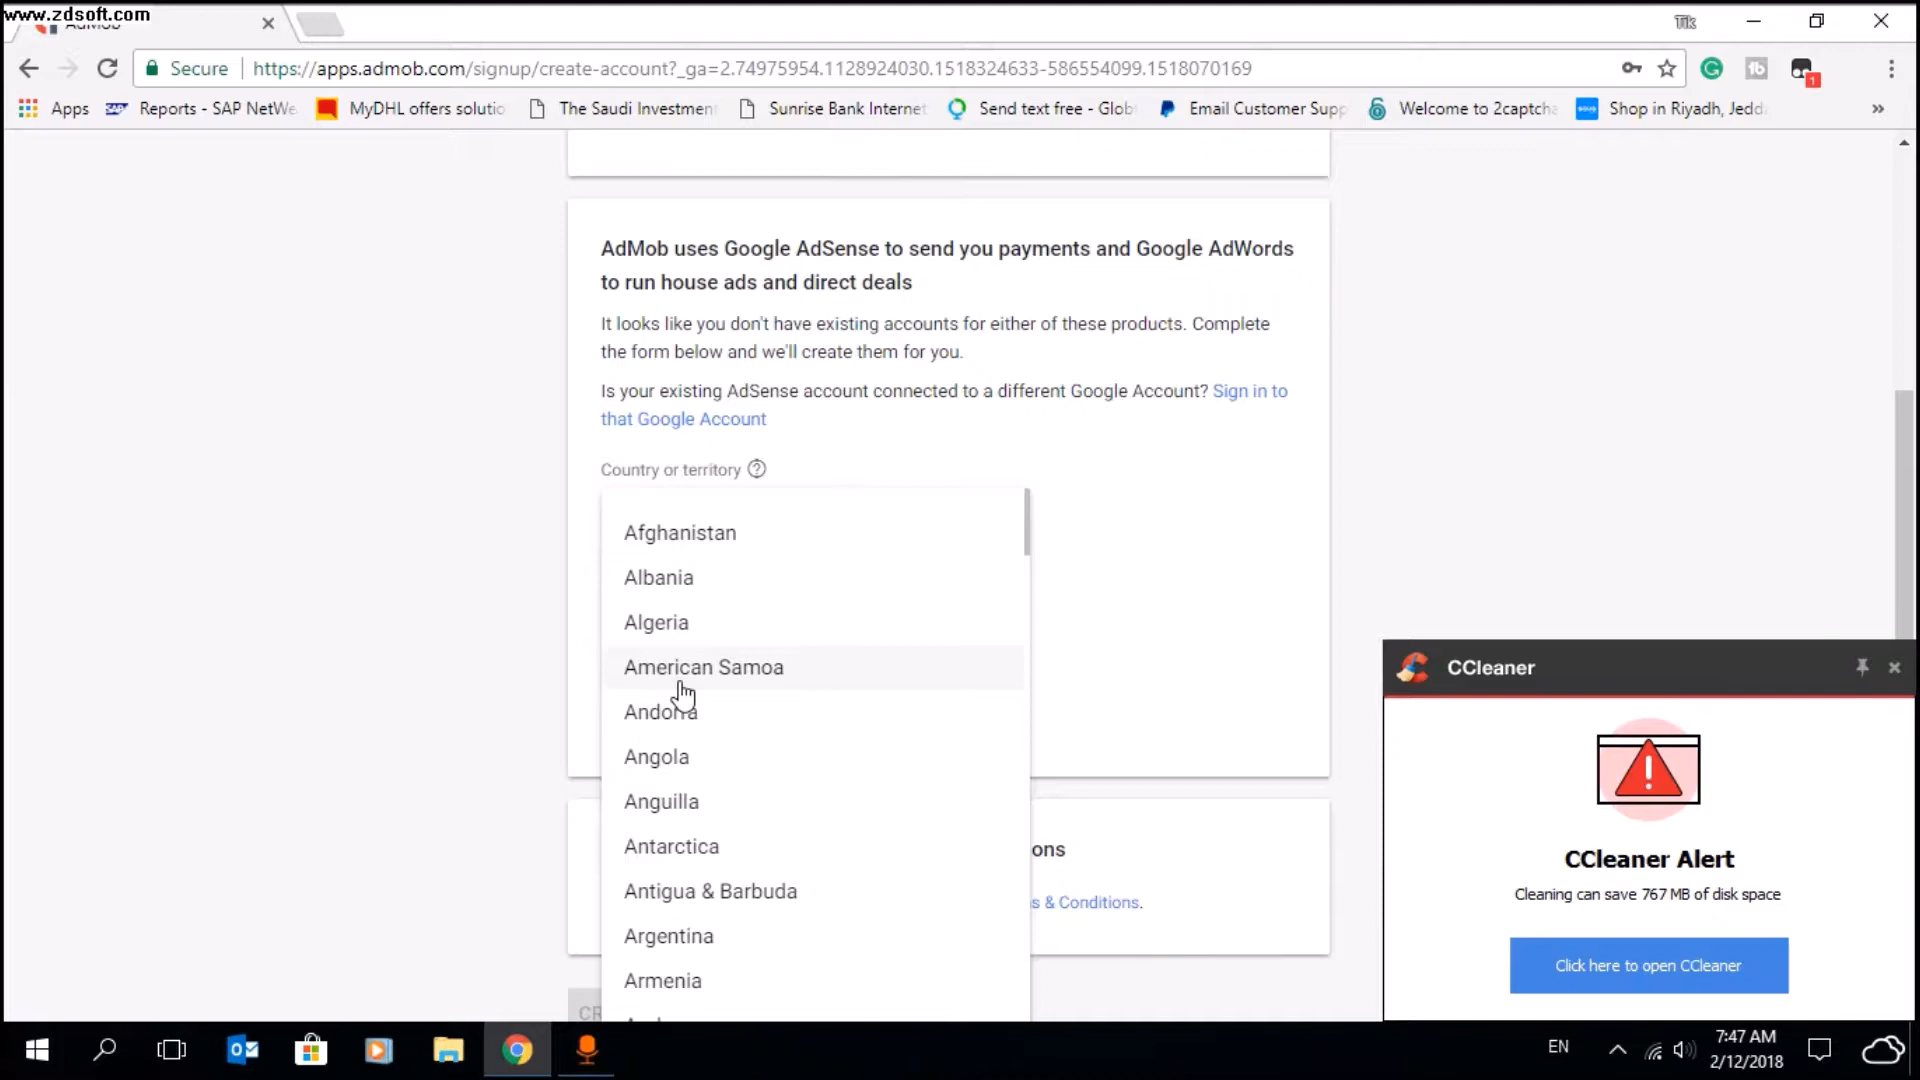 www.zdsoft.com
AdMob
Tik
Secure
https://apps.admob.com/signup/create-account?_ga=2.74975954.1128924030.1518324633-586554099.1518070169
1
Apps
Reports - SAP NetWe
MyDHL offers solutio
The Saudi Investment
Sunrise Bank Internet
Send text free - Glob
Email Customer Supp
Welcome to 2captcha
Shop in Riyadh, Jedd
AdMob uses Google AdSense to send you payments and Google AdWords
to run house ads and direct deals
It looks like you don't have existing accounts for either of these products. Complete
the form below and we'll create them for you.
Is your existing AdSense account connected to a different Google Account? Sign in to
that Google Account
Country or territory
Afghanistan
Albania
Algeria
American Samoa
Andorra
Angola
Anguilla
Antarctica
Antigua & Barbuda
Argentina
Armenia
ons
s & Conditions.
CR
CCleaner
CCleaner Alert
Cleaning can save 767 MB of disk space
Click here to open CCleaner
EN
7:47 AM
2/12/2018